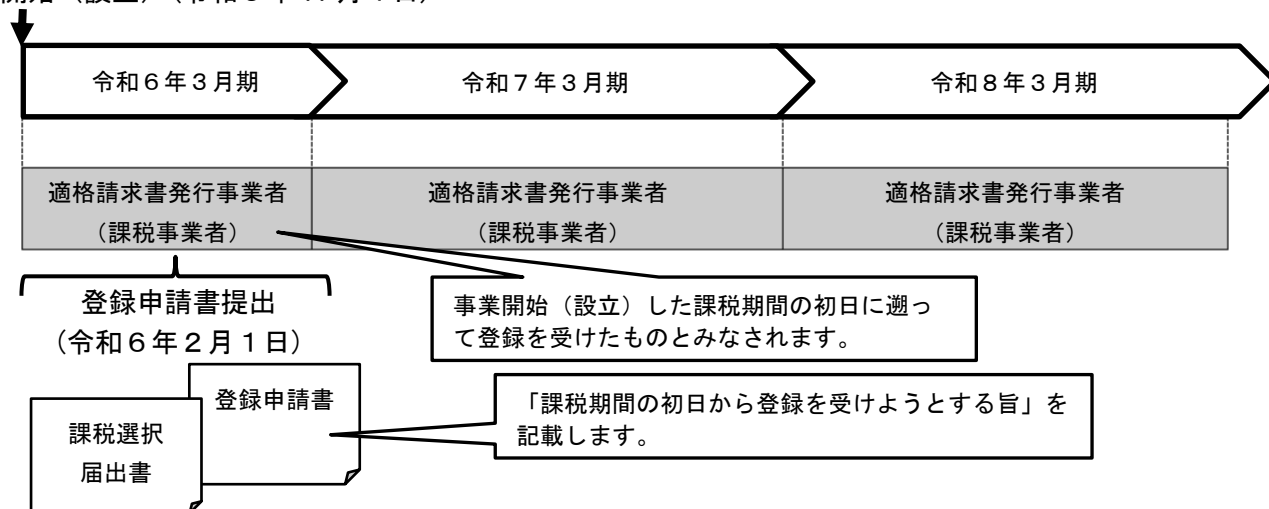 令和６年３月期
令和７年３月期
令和８年３月期
適格請求書発行事業者
（課税事業者）
適格請求書発行事業者
（課税事業者）
適格請求書発行事業者
（課税事業者）
登録申請書提出
（令和６年２月１日）
事業開始（設立）した課税期間の初日に遡っ
て登録を受けたものとみなされます。
登録申請書
「課税期間の初日から登録を受けようとする旨」を
記載します。
課税選択
届出書